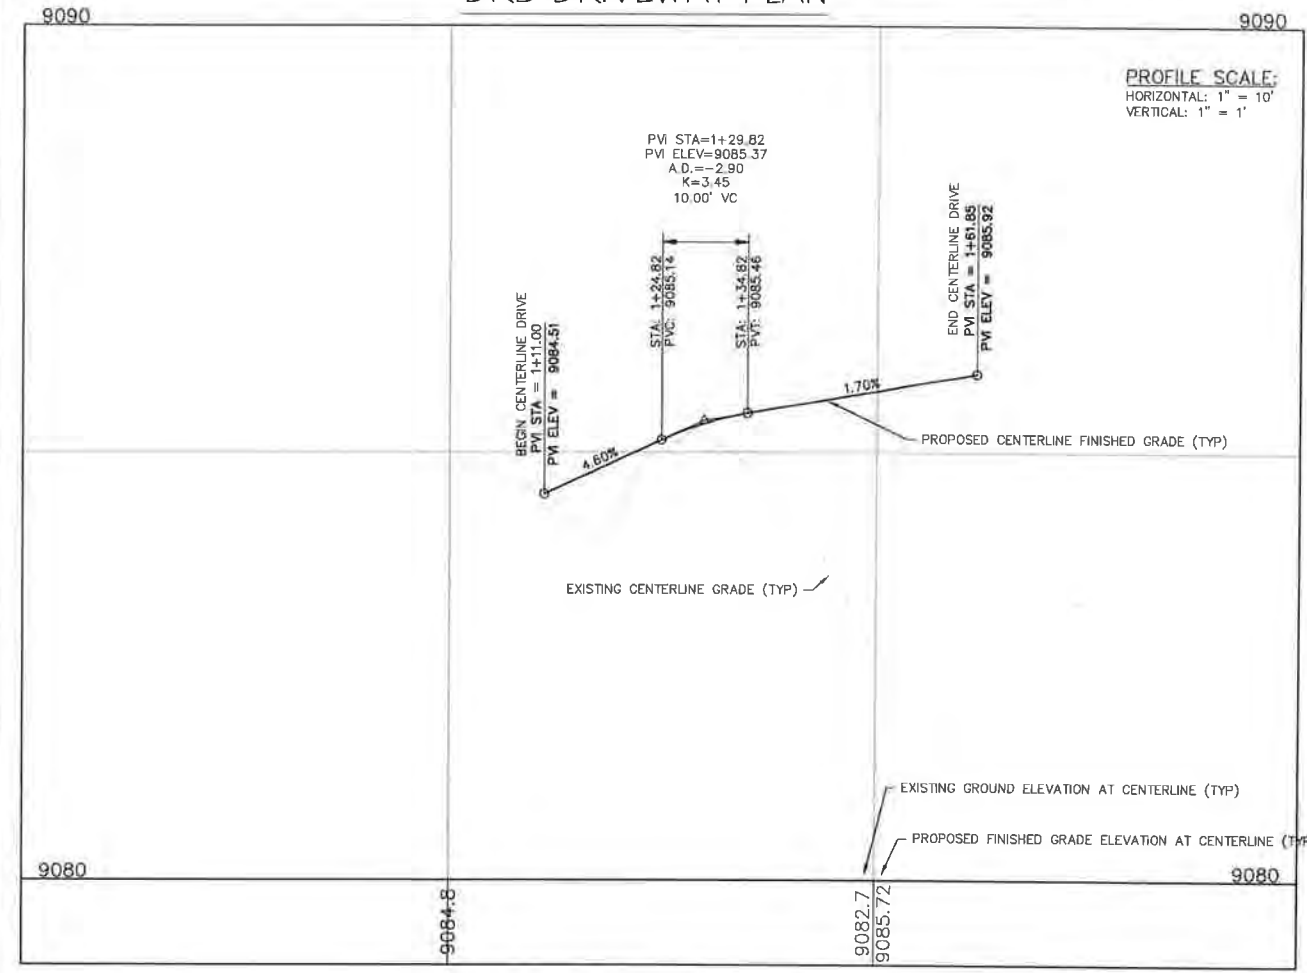 9090
9090
PROFILE SCALE:
HORIZONTAL: 1" = 10'
VERTICAL: 1" = 1'
PVI STA=1+29.82
PVI ELEV=9085.37
A.D.=-2.90
K=3.45
10.00' VC
BEGIN CENTERLINE DRIVE
PVI STA = 1+11.00
PVI ELEV = 9084.51
STA: 1+24.82
PVC: 9085.14
STA: 1+34.82
PVT: 9085.46
END CENTERLINE DRIVE
PVI STA = 1+61.85
PVI ELEV = 9085.92
4.60%
1.70%
PROPOSED CENTERLINE FINISHED GRADE (TYP)
EXISTING CENTERLINE GRADE (TYP)
EXISTING GROUND ELEVATION AT CENTERLINE (TYP)
PROPOSED FINISHED GRADE ELEVATION AT CENTERLINE (TYP
9080
9080
9084.8
9082.7
9085.72